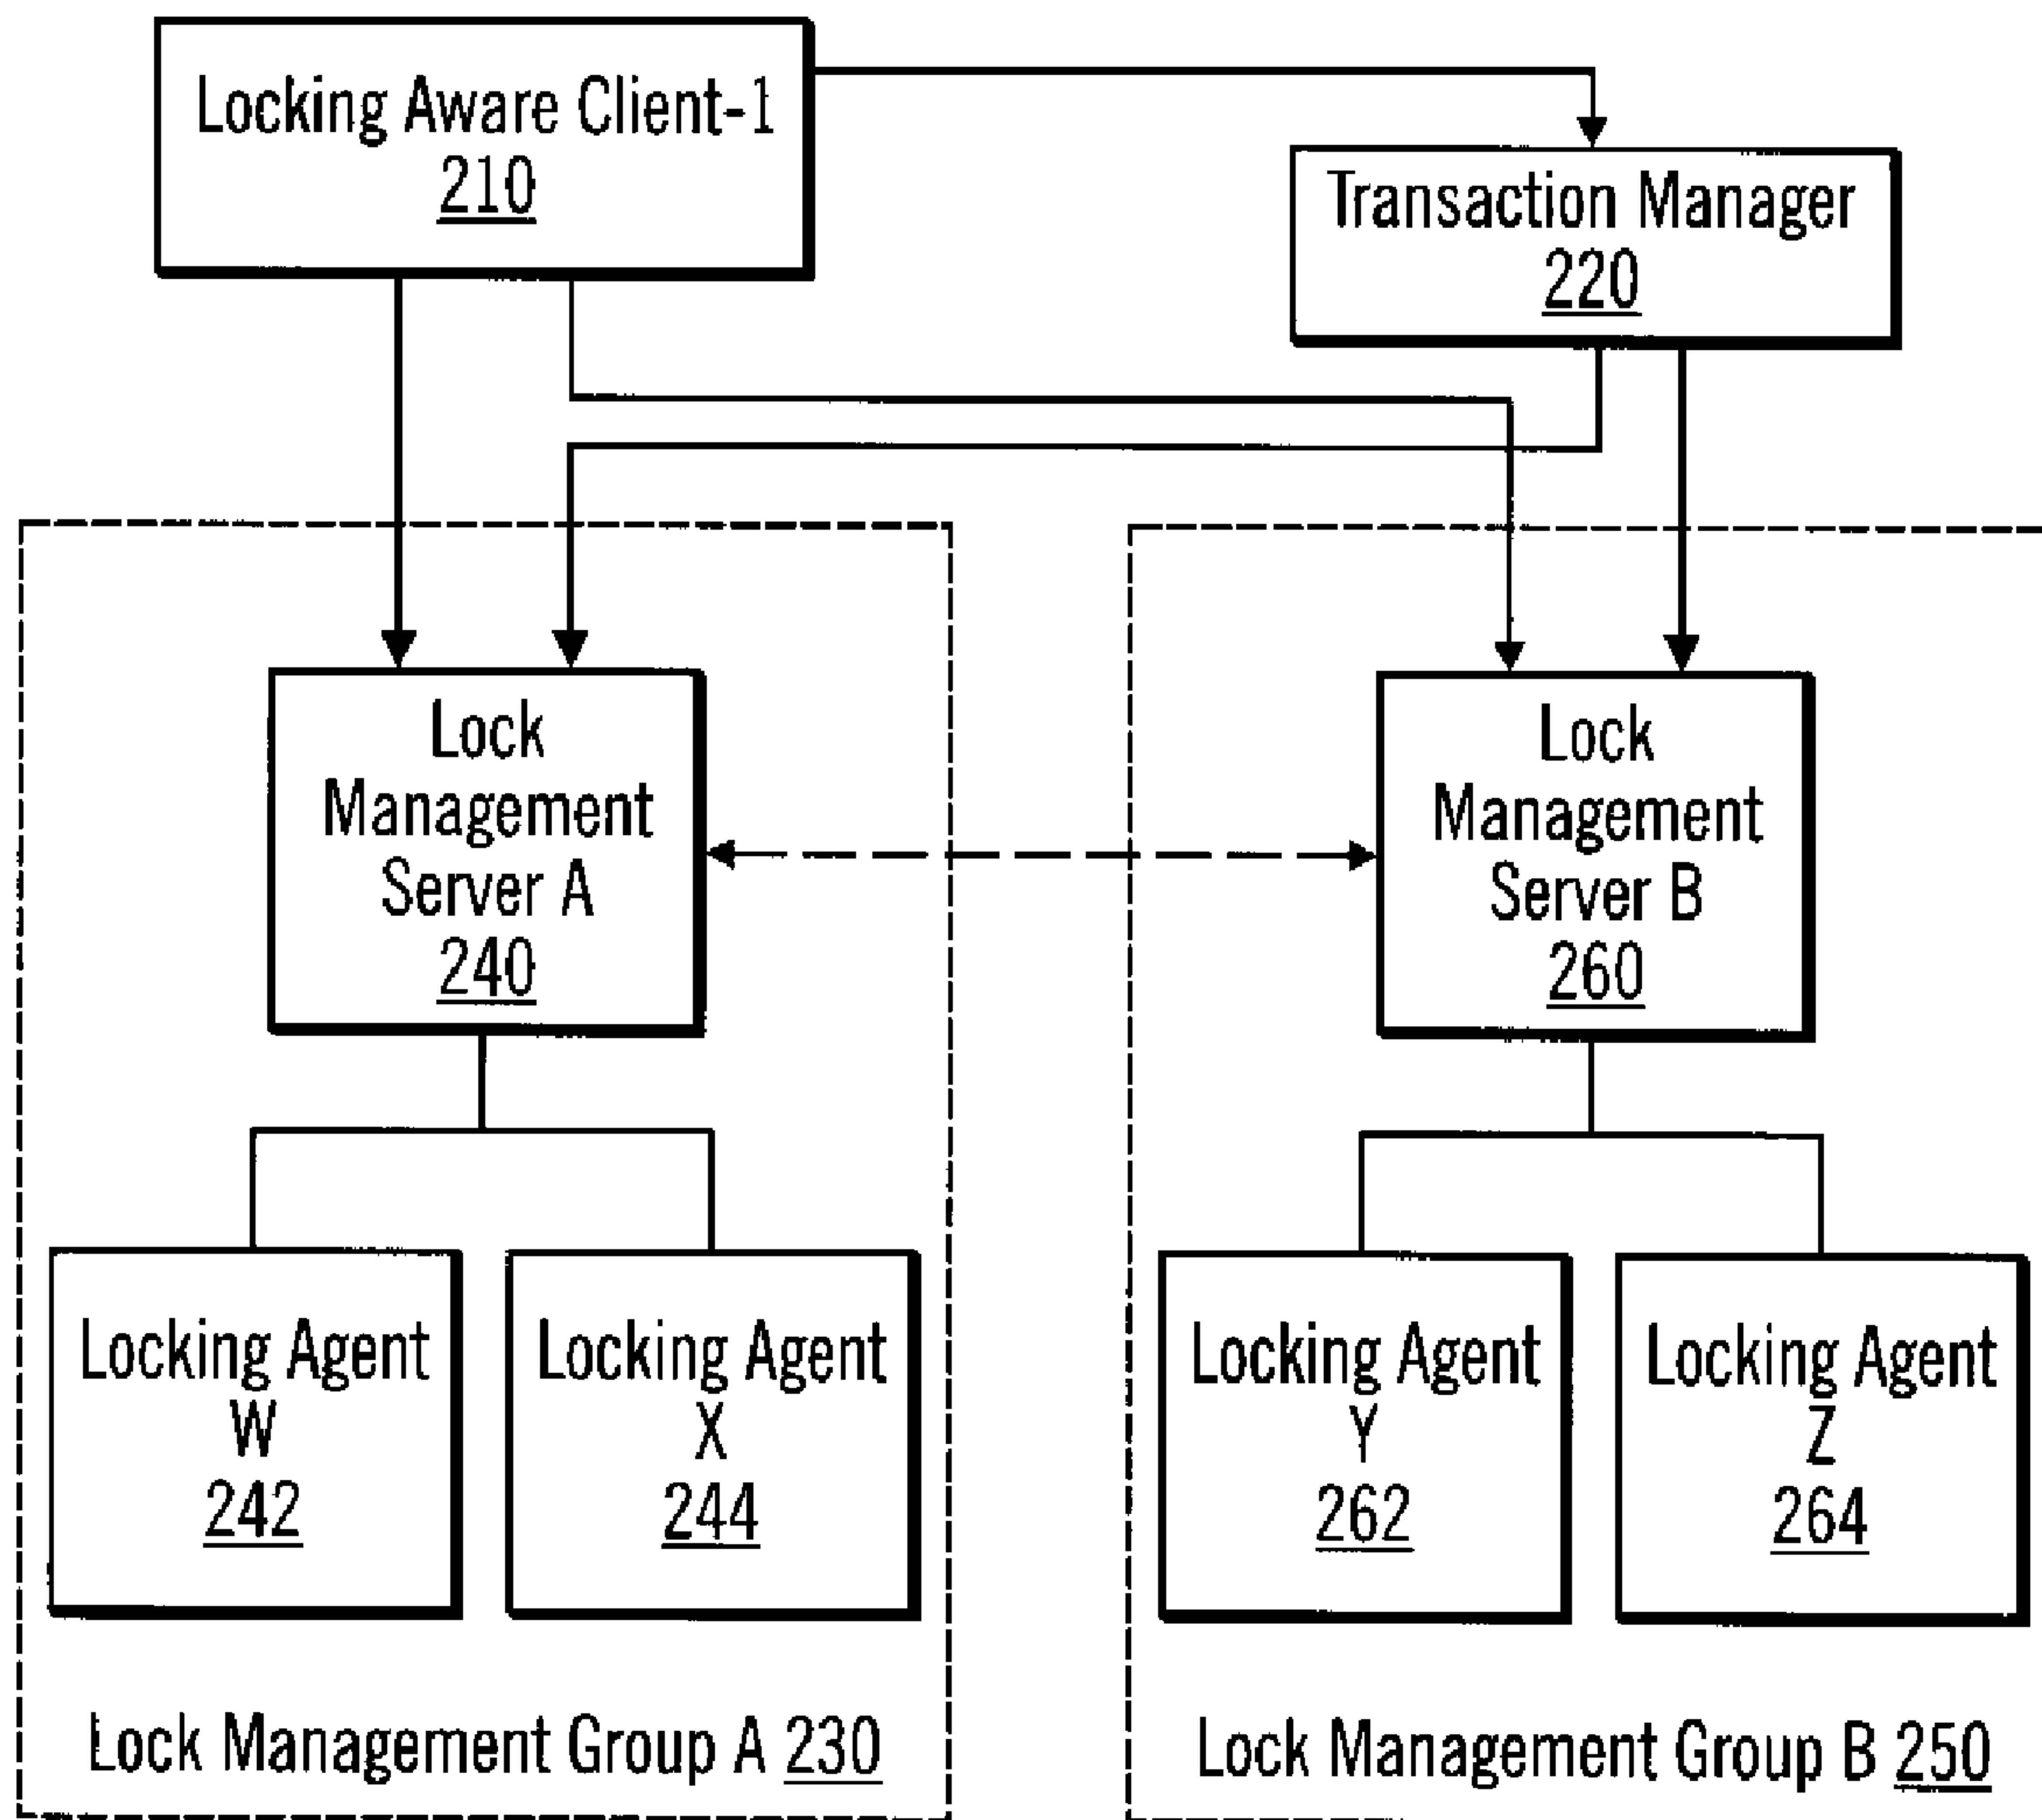 Locking Aware Client-1
210
Transaction Manager
220
Lock
Management
Server A
240
Lock
Management
Server B
260
Locking Agent
W
242
Locking Agent
X
244
Locking Agent
Y
262
Locking Agent
Z
264
Lock Management Group A 230
Lock Management Group B 250